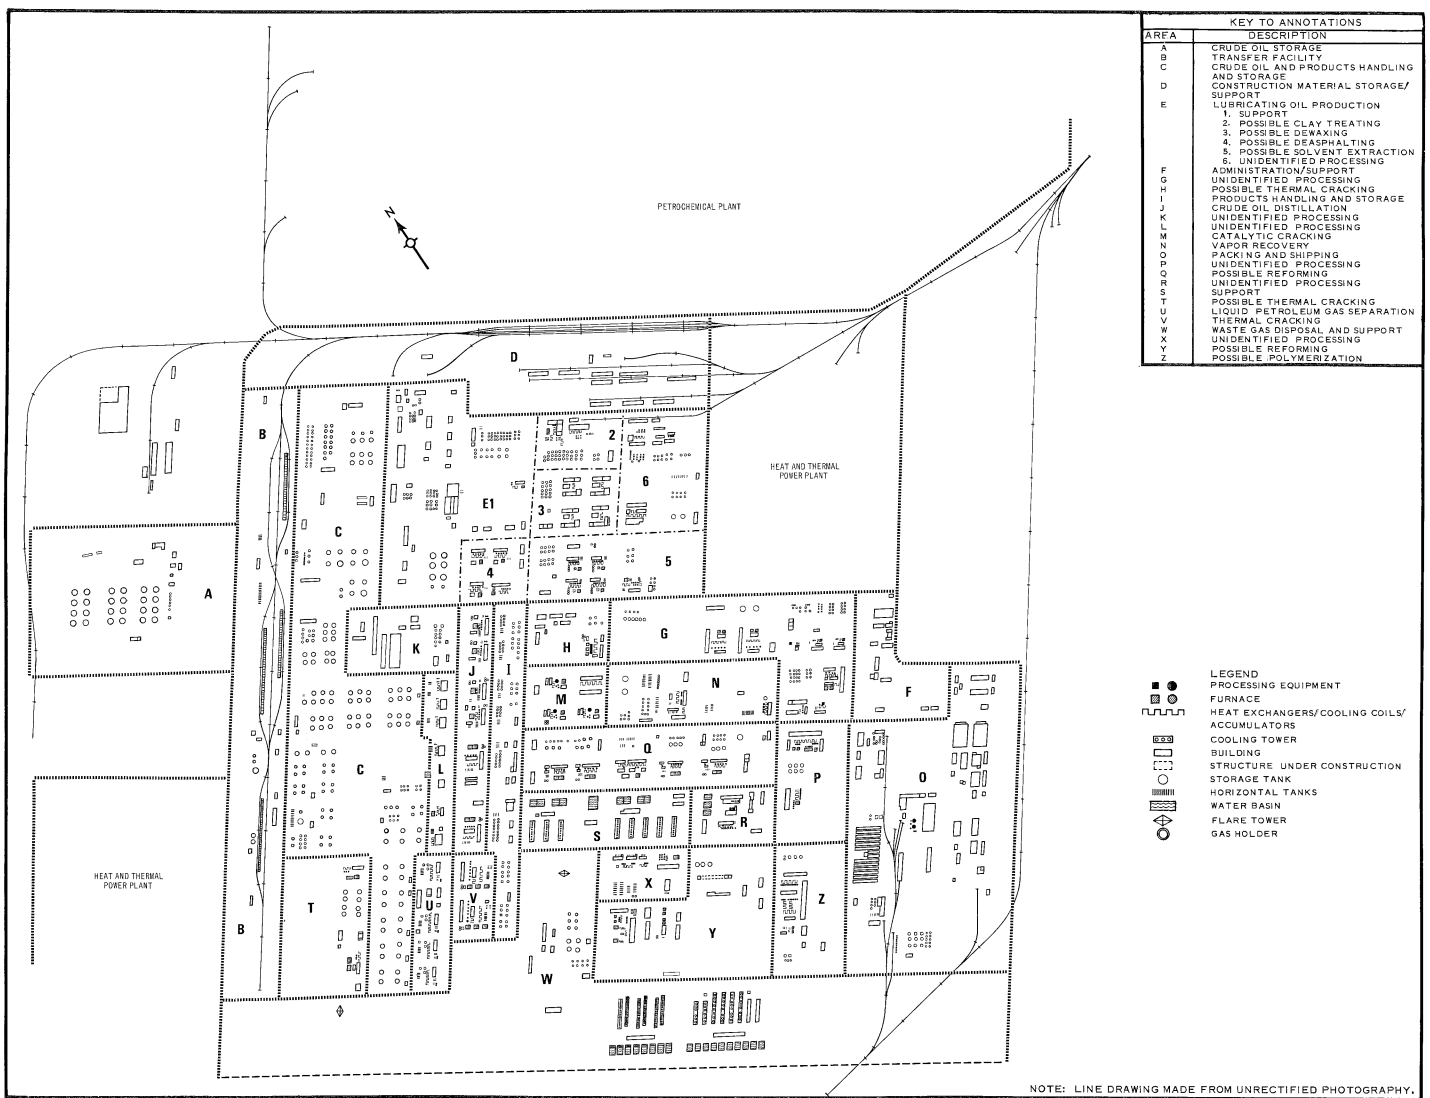 KEY TO ANNOTATIONS
AREA DESCRIPTION
A CRUDE OIL STORAGE
B TRANSFER FACILITY
C CRUDE OIL AND PRODUCTS HANDLING
AND STORAGE
D CONSTRUCTION MATERIAL STORAGE/
SUPPORT
E LUBRICATING OIL PRODUCTION
1. SUPPORT
2. POSSIBLE CLAY TREATING
3. POSSIBLE DEWAXING
4. POSSIBLE DEASPHALTING
5. POSSIBLE SOLVENT EXTRACTION
6. UNIDENTIFIED PROCESSING
F ADMINISTRATION/SUPPORT
G UNIDENTIFIED PROCESSING
H POSSIBLE THERMAL CRACKING
I PRODUCTS HANDLING AND STORAGE
J CRUDE OIL DISTILLATION
K UNIDENTIFIED PROCESSING
L UNIDENTIFIED PROCESSING
M CATALYTIC CRACKING
N VAPOR RECOVERY
O PACKING AND SHIPPING
P UNIDENTIFIED PROCESSING
Q POSSIBLE REFORMING
R UNIDENTIFIED PROCESSING
S SUPPORT
T POSSIBLE THERMAL CRACKING
U LIQUID PETROLEUM GAS SEPARATION
V THERMAL CRACKING
W WASTE GAS DISPOSAL AND SUPPORT
X UNIDENTIFIED PROCESSING
Y POSSIBLE REFORMING
Z POSSIBLE POLYMERIZATION
PETROCHEMICAL PLANT
N
D
B
2
HEAT AND THERMAL
POWER PLANT
6
E1
3
C
5
4
A
G
H
K
J
I
N
F
M
Q
L
C
P
O
S
R
X
T
U
V
Z
B
Y
W
HEAT AND THERMAL
POWER PLANT
LEGEND
PROCESSING EQUIPMENT
FURNACE
HEAT EXCHANGERS/COOLING COILS/
ACCUMULATORS
COOLING TOWER
BUILDING
STRUCTURE UNDER CONSTRUCTION
STORAGE TANK
HORIZONTAL TANKS
WATER BASIN
FLARE TOWER
GAS HOLDER
NOTE: LINE DRAWING MADE FROM UNRECTIFIED PHOTOGRAPHY.